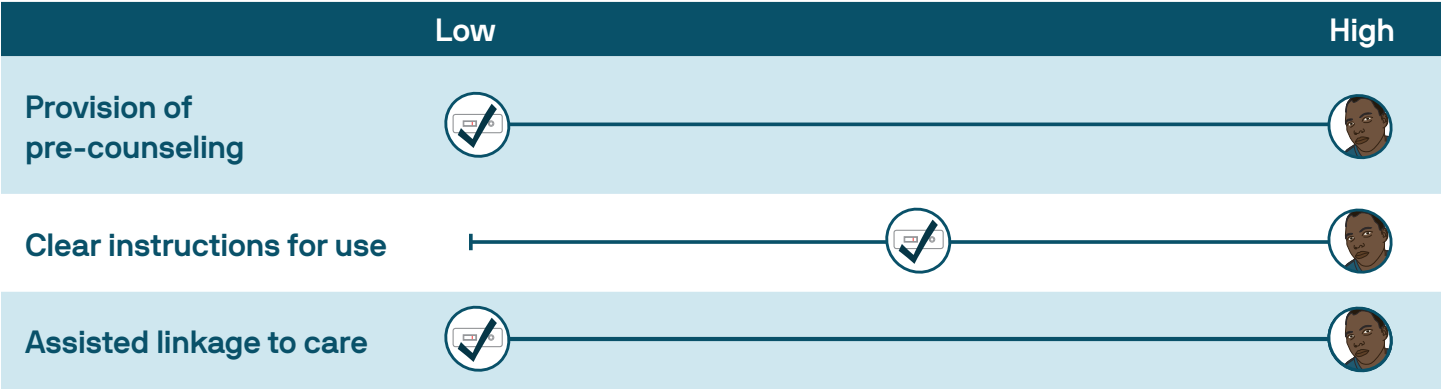 Low High
Provision of
pre-counseling
Clear instructions for use
Assisted linkage to care